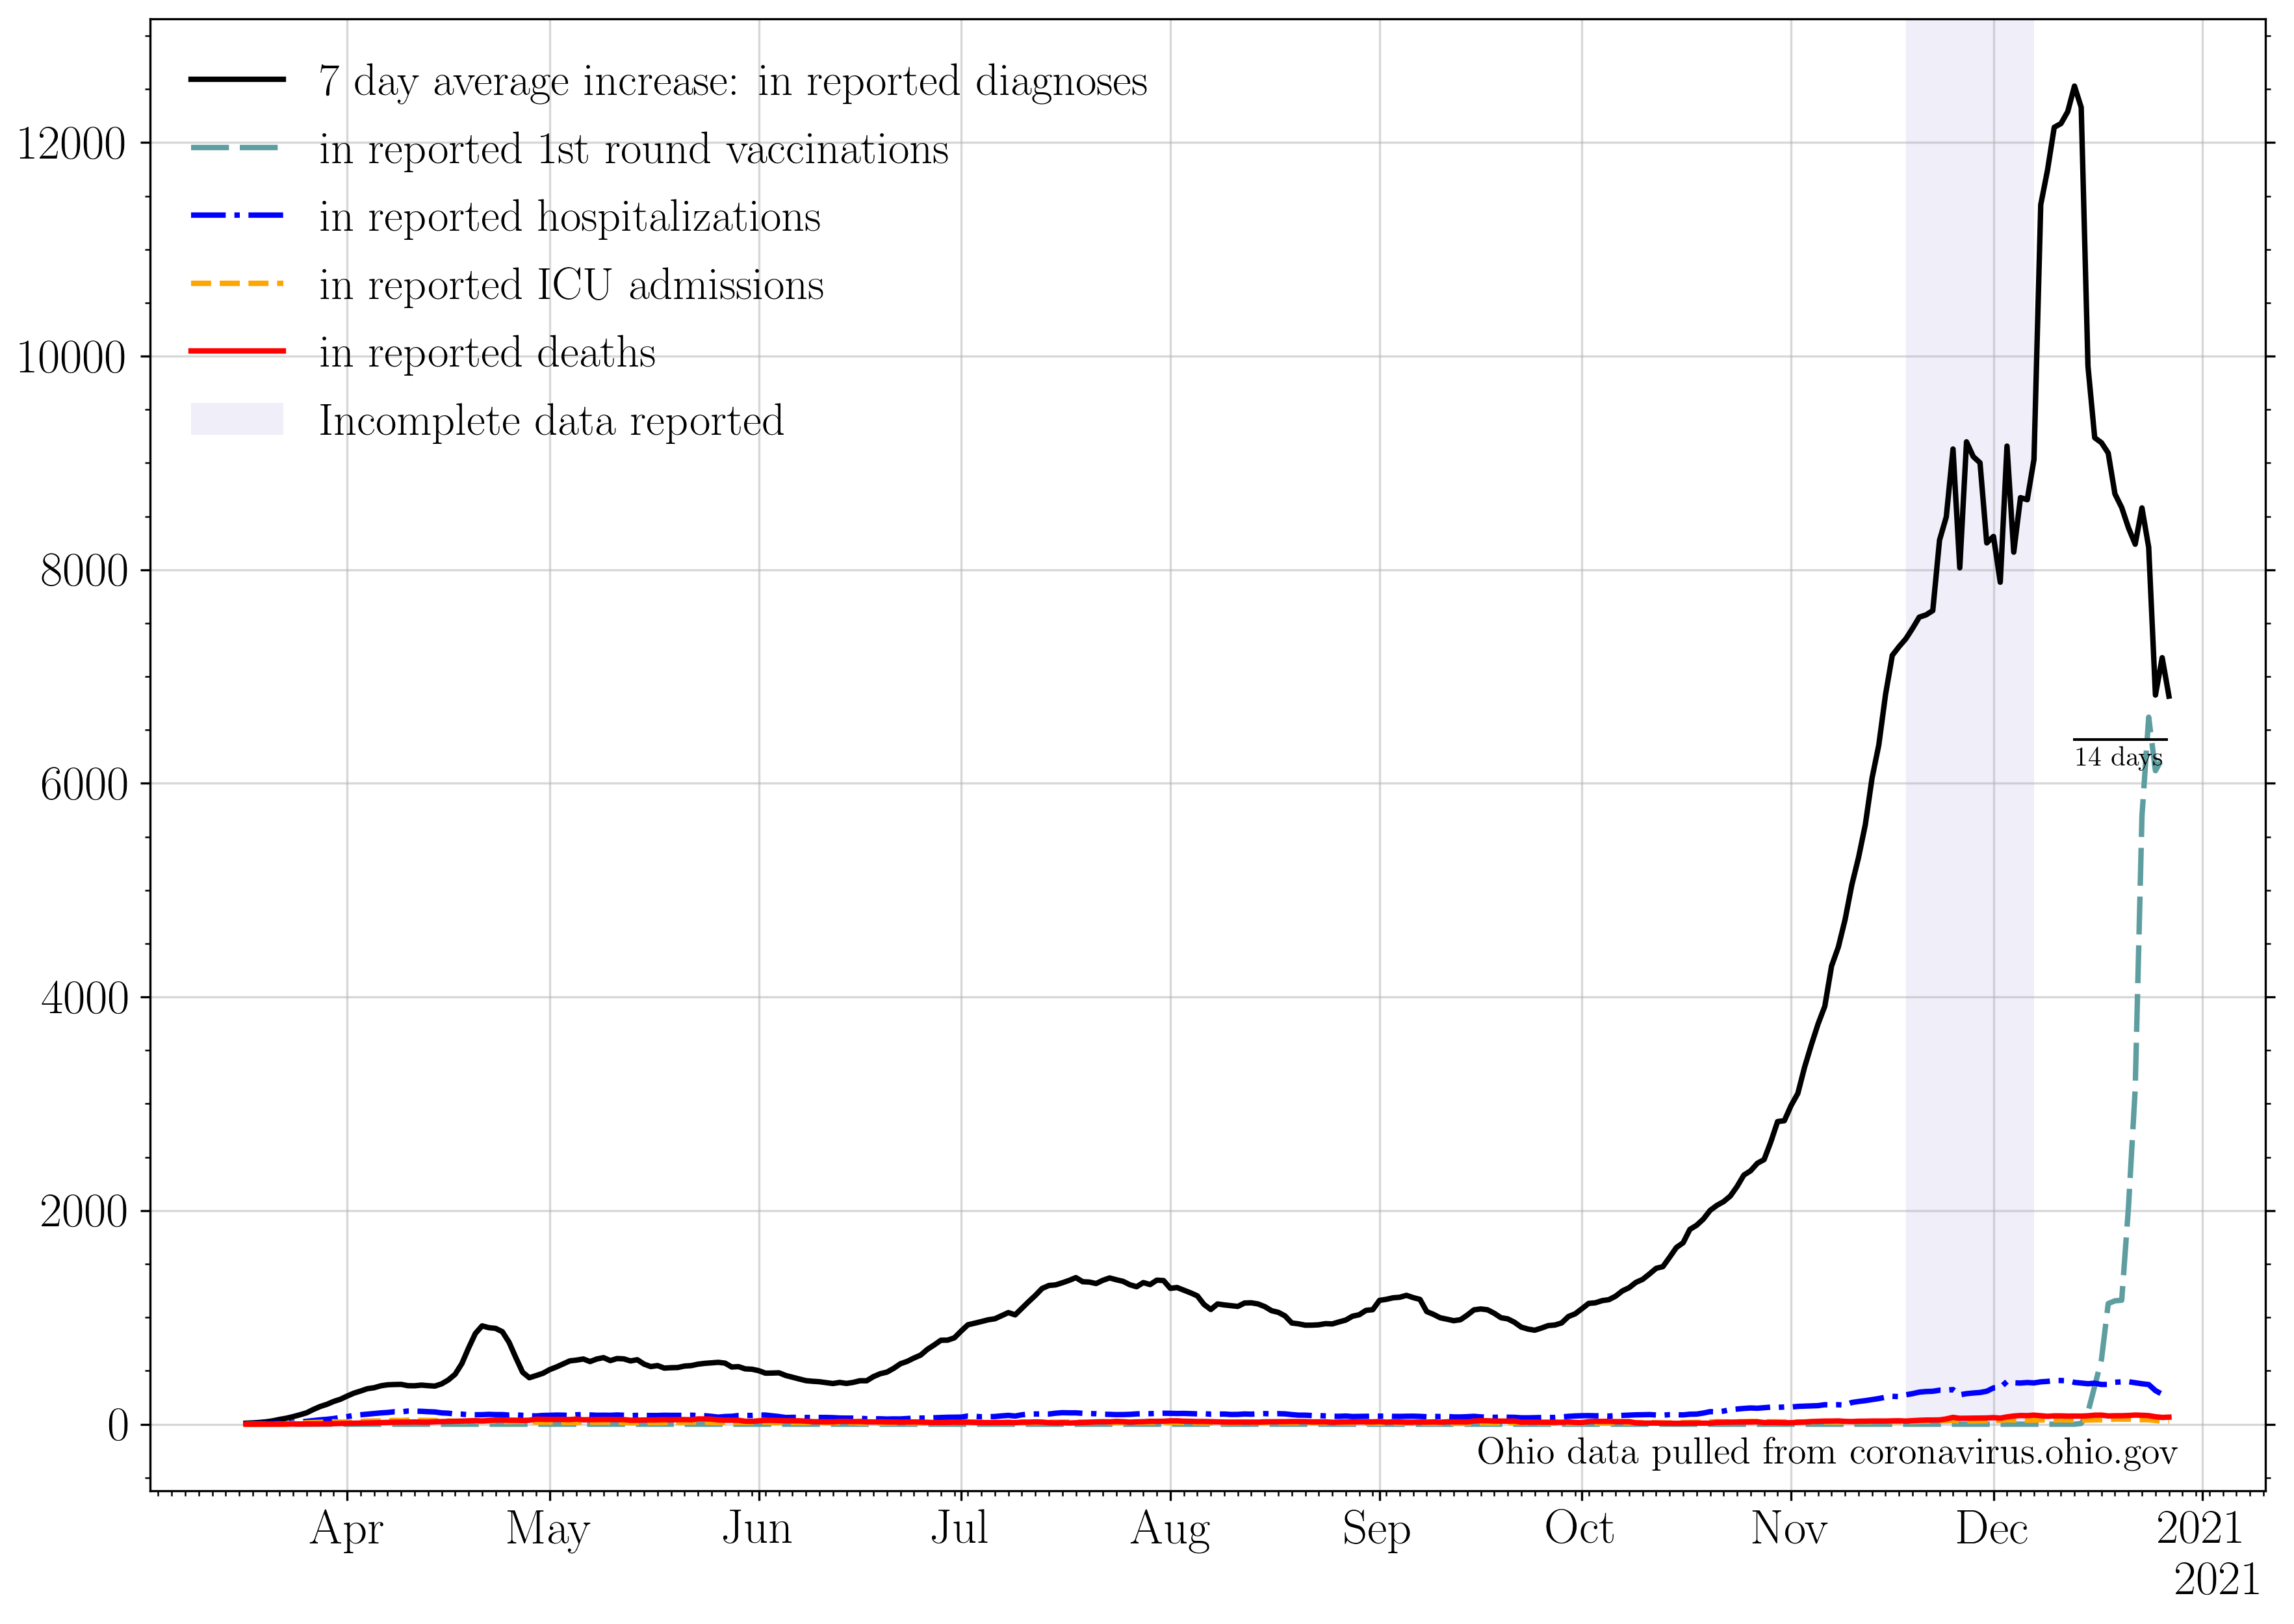 7 day average increase: in reported diagnoses
in reported 1st round vaccinations
in reported hospitalizations
in reported ICU admissions
in reported deaths
Incomplete data reported
12000
10000
8000
6000
4000
2000
0
14 days
Ohio data pulled from coronavirus.ohio.gov
Apr May Jun Jul Aug Sep Oct Nov Dec 2021
2021